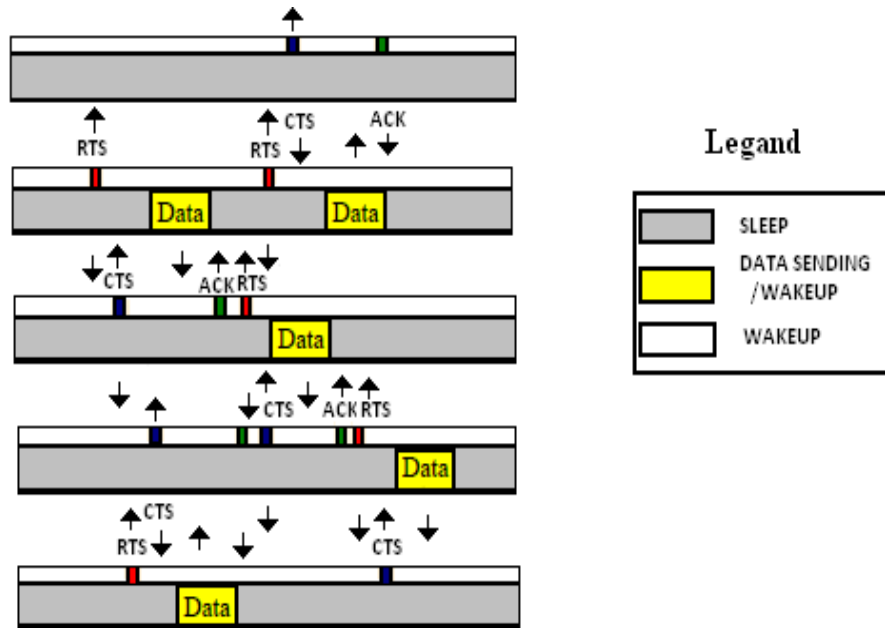 CTS ACK
RTS RTS
Data Data
CTS ACK RTS
Data
CTS ACK RTS
Data
CTS
RTS CTS
Data
Legand
SLEEP
DATA SENDING
/WAKEUP
WAKEUP